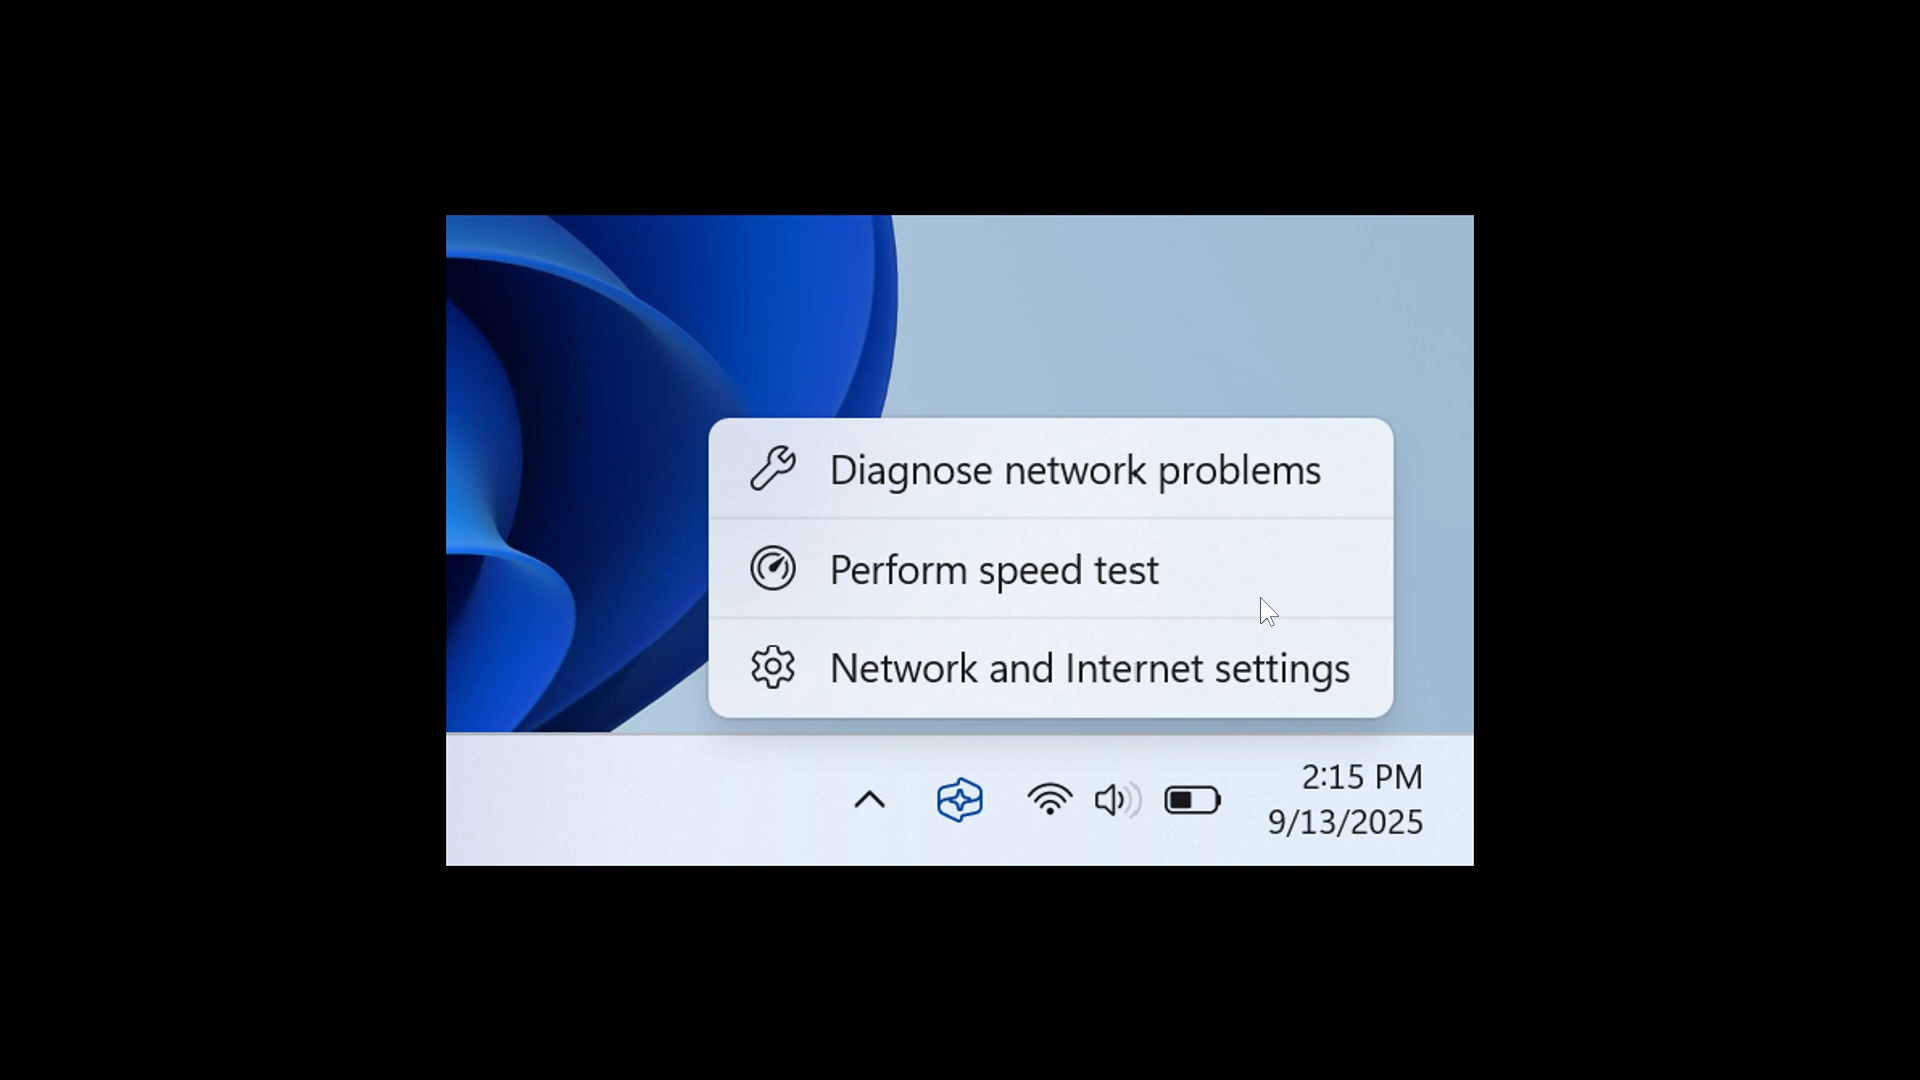 Diagnose network problems
Perform speed test
Network and Internet settings
2:15 PM
9/13/2025